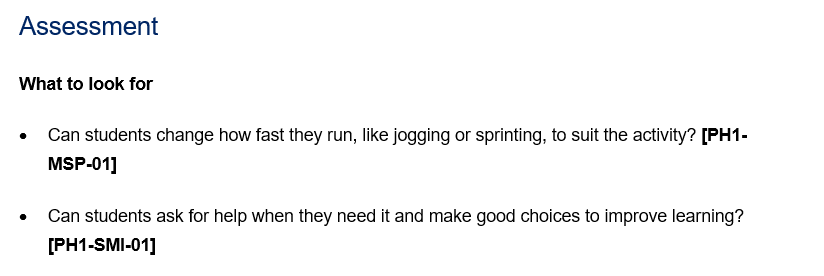 Assessment
What to look for
• Can students change how fast they run, like jogging or sprinting, to suit the activity? [PH1-
MSP-01]
• Can students ask for help when they need it and make good choices to improve learning?
[PH1-SMI-01]